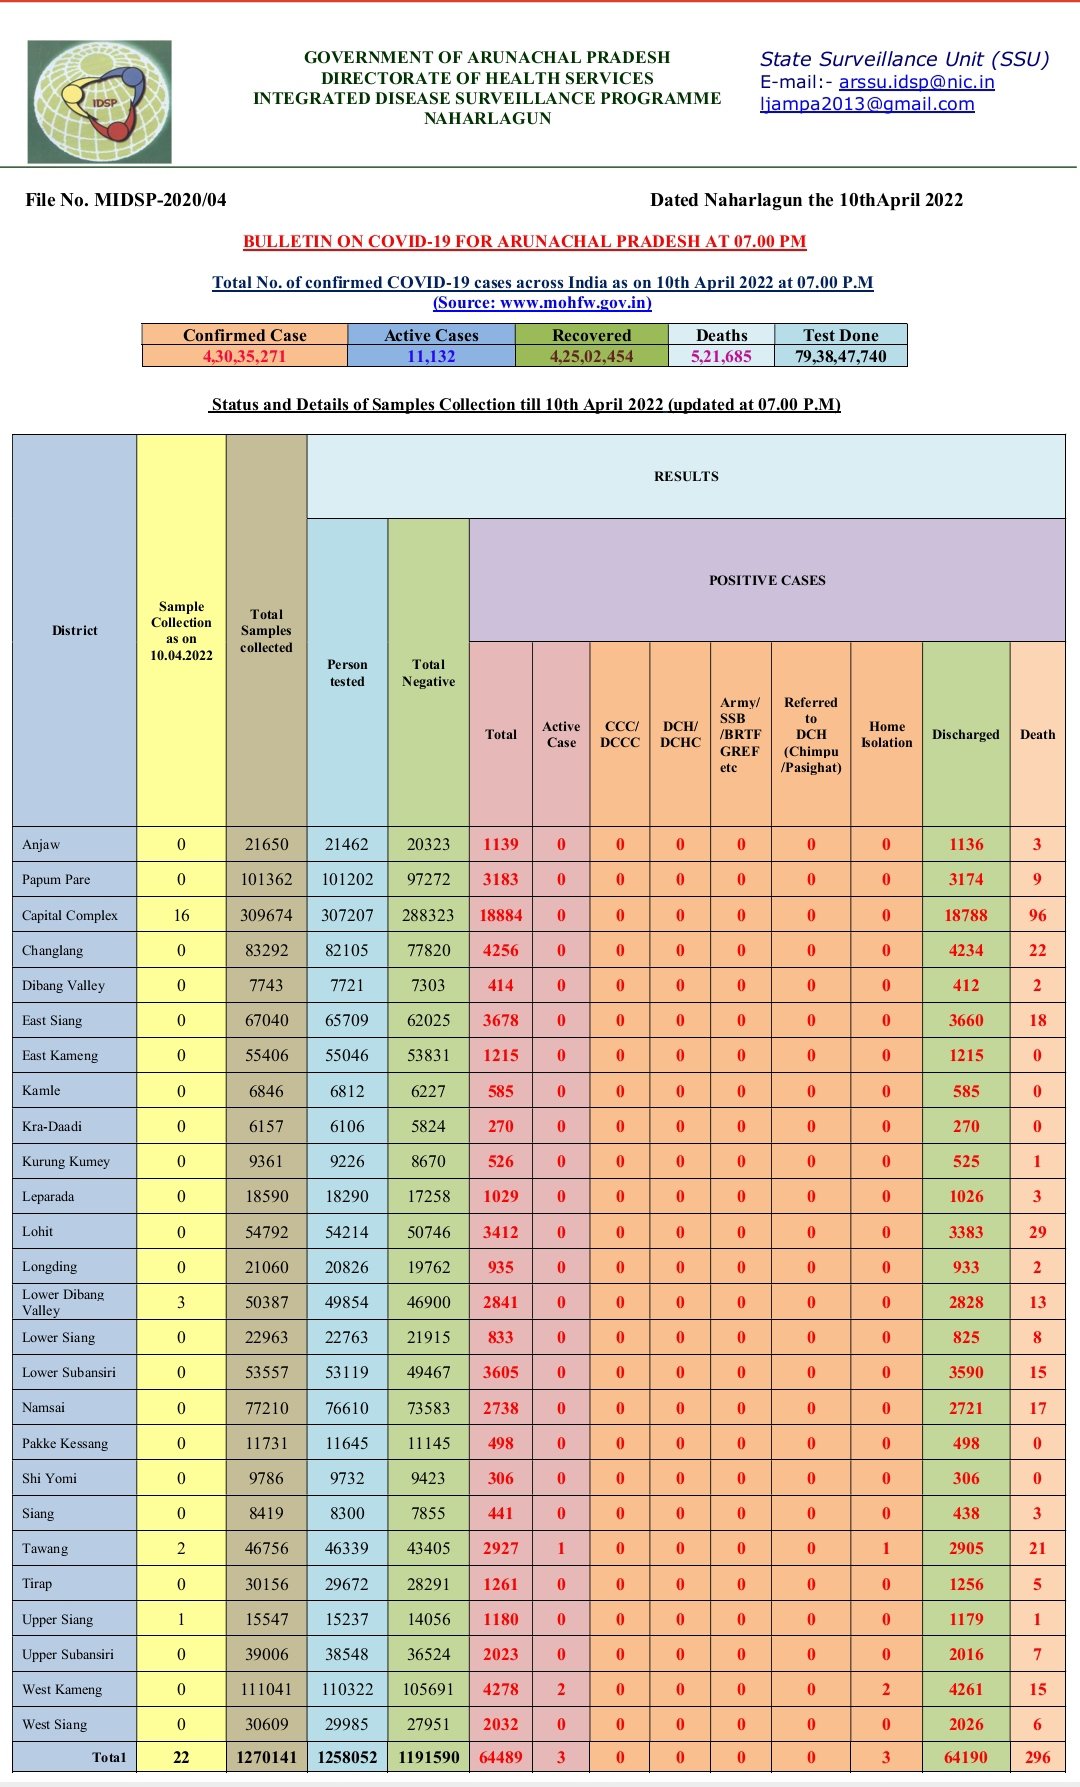 IDSP
GOVERNMENT OF ARUNACHAL PRADESH
DIRECTORATE OF HEALTH SERVICES
INTEGRATED DISEASE SURVEILLANCE PROGRAMME
NAHARLAGUN
State Surveillance Unit (SSU)
E-mail:- arssu.idsp@nic.in
ljampa2013@gmail.com
File No. MIDSP-2020/04 Dated Naharlagun the 10thApril 2022
BULLETIN ON COVID-19 FOR ARUNACHAL PRADESH AT 07.00 PM
Total No. of confirmed COVID-19 cases across India as on 10th April 2022 at 07.00 P.M
(Source: www.mohfw.gov.in)
Confirmed Case Active Cases Recovered Deaths Test Done
4,30,35,271 11,132 4,25,02,454 5,21,685 79,38,47,740
Status and Details of Samples Collection till 10th April 2022 (updated at 07.00 P.M)
District
Sample
Collection
as on
10.04.2022
Total
Samples
collected
RESULTS
Person
tested
Total
Negative
POSITIVE CASES
Total
Active
Case
CCC/
DCCC
DCH/
DCHC
Army/
SSB
/BRTF
GREF
etc
Referred
to
DCH
(Chimpu
/Pasighat)
Home
Isolation
Discharged
Death
Anjaw 0 21650 21462 20323 1139 0 0 0 0 0 0 1136 3
Papum Pare 0 101362 101202 97272 3183 0 0 0 0 0 0 3174 9
Capital Complex 16 309674 307207 288323 18884 0 0 0 0 0 0 18788 96
Changlang 0 83292 82105 77820 4256 0 0 0 0 0 0 4234 22
Dibang Valley 0 7743 7721 7303 414 0 0 0 0 0 0 412 2
East Siang 0 67040 65709 62025 3678 0 0 0 0 0 0 3660 18
East Kameng 0 55406 55046 53831 1215 0 0 0 0 0 0 1215 0
Kamle 0 6846 6812 6227 585 0 0 0 0 0 0 585 0
Kra-Daadi 0 6157 6106 5824 270 0 0 0 0 0 0 270 0
Kurung Kumey 0 9361 9226 8670 526 0 0 0 0 0 0 525 1
Leparada 0 18590 18290 17258 1029 0 0 0 0 0 0 1026 3
Lohit 0 54792 54214 50746 3412 0 0 0 0 0 0 3383 29
Longding 0 21060 20826 19762 935 0 0 0 0 0 0 933 2
Lower Dibang
Valley 3 50387 49854 46900 2841 0 0 0 0 0 0 2828 13
Lower Siang 0 22963 22763 21915 833 0 0 0 0 0 0 825 8
Lower Subansiri 0 53557 53119 49467 3605 0 0 0 0 0 0 3590 15
Namsai 0 77210 76610 73583 2738 0 0 0 0 0 0 2721 17
Pakke Kessang 0 11731 11645 11145 498 0 0 0 0 0 0 498 0
Shi Yomi 0 9786 9732 9423 306 0 0 0 0 0 0 306 0
Siang 0 8419 8300 7855 441 0 0 0 0 0 0 438 3
Tawang 2 46756 46339 43405 2927 1 0 0 0 0 1 2905 21
Tirap 0 30156 29672 28291 1261 0 0 0 0 0 0 1256 5
Upper Siang 1 15547 15237 14056 1180 0 0 0 0 0 0 1179 1
Upper Subansiri 0 39006 38548 36524 2023 0 0 0 0 0 0 2016 7
West Kameng 0 111041 110322 105691 4278 2 0 0 0 0 2 4261 15
West Siang 0 30609 29985 27951 2032 0 0 0 0 0 0 2026 6
Total 22 1270141 1258052 1191590 64489 3 0 0 0 0 3 64190 296